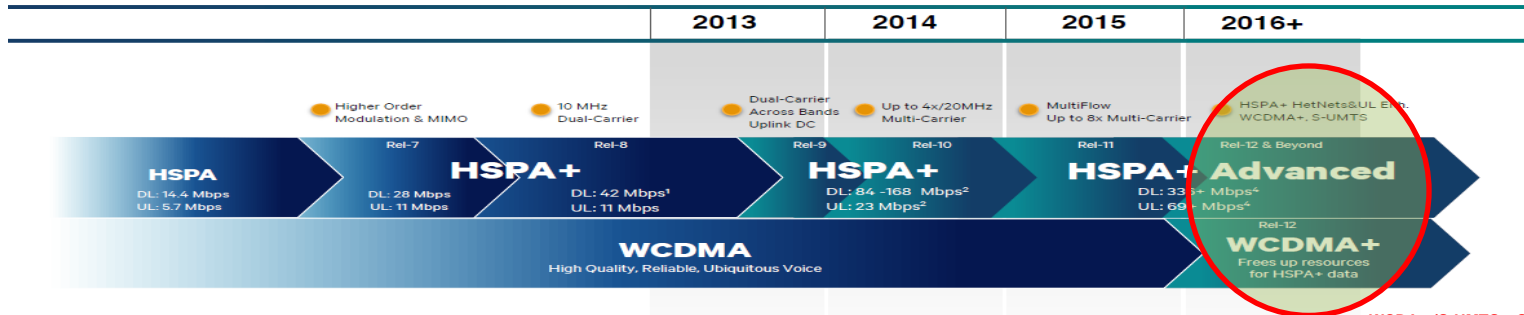 2013 2014 2015 2016+
Higher Order
Modulation & MIMO
10 MHz
Dual-Carrier
Dual-Carrier
Across Bands
Uplink DC
Up to 4x/20MHz
Multi-Carrier
MultiFlow
Up to 8x Multi-Carrier
HSPA+ HetNets&UL Enh.
WCDMA+, S-UMTS
HSPA
DL: 14.4 Mbps
UL: 5.7 Mbps
Rel-7 Rel-8
HSPA+
DL: 28 Mbps
UL: 11 Mbps
DL: 42 Mbps¹
UL: 11 Mbps
Rel-9 Rel-10
HSPA+
DL: 84 -168 Mbps²
UL: 23 Mbps²
Rel-11 Rel-12 & Beyond
HSPA+ Advanced
DL: 336+ Mbps⁴
UL: 69+ Mbps⁴
WCDMA
High Quality, Reliable, Ubiquitous Voice
Rel-12
WCDMA+
Frees up resources
for HSPA+ data